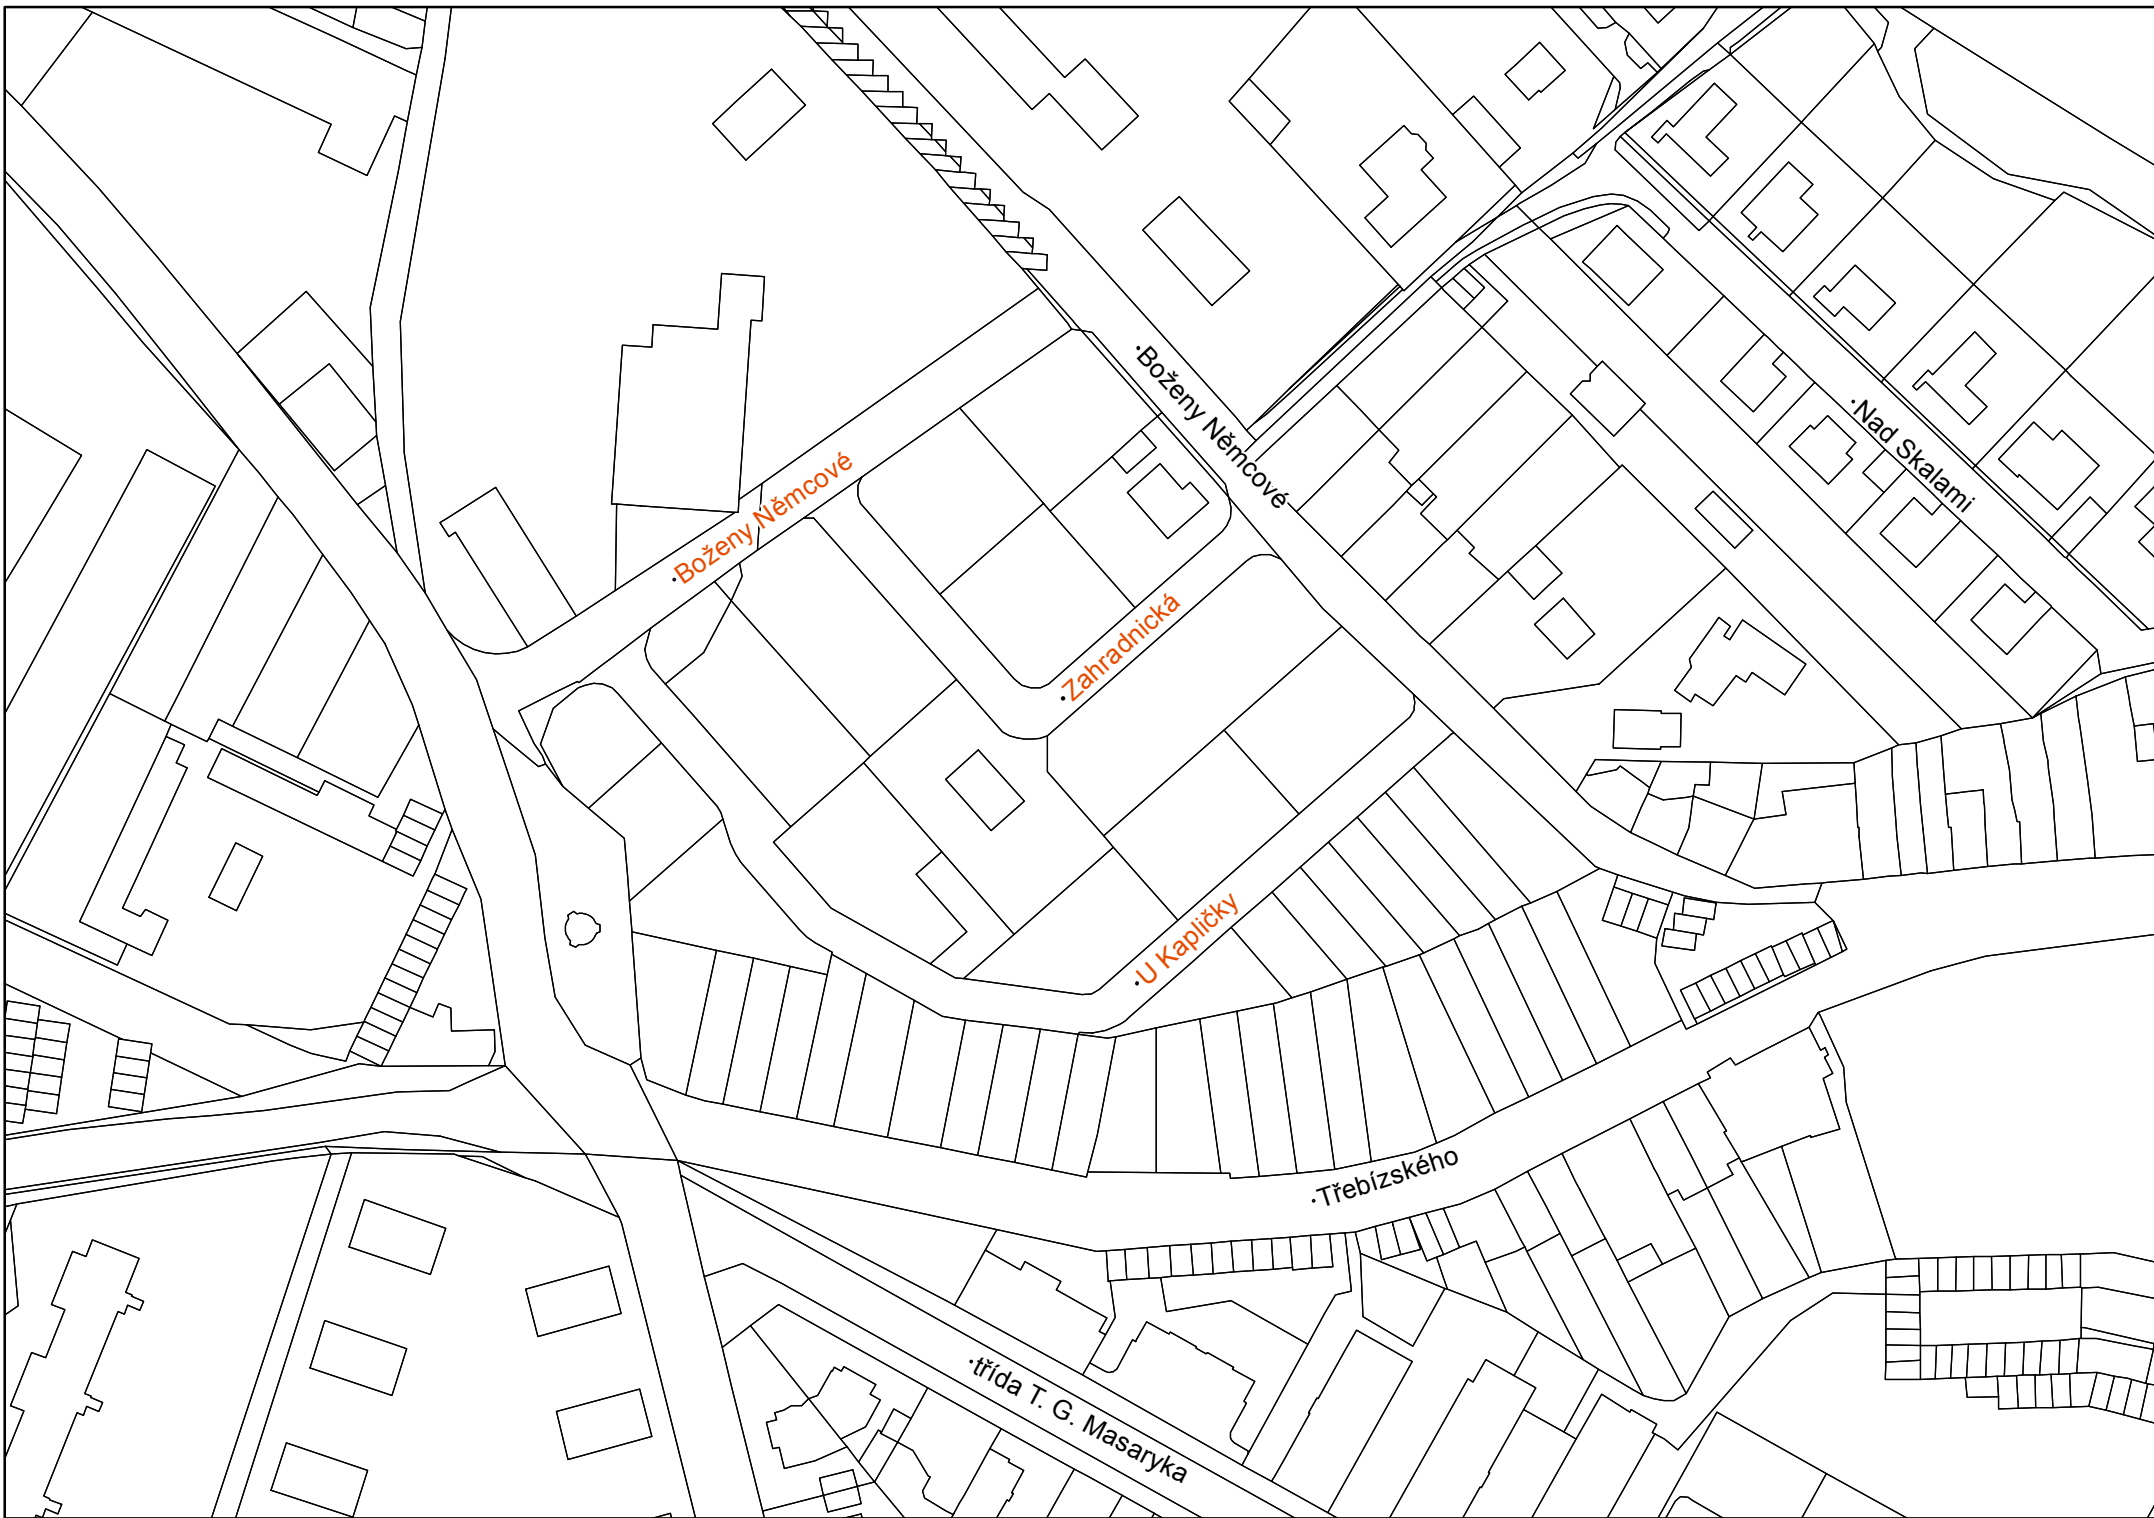 ·Boženy Němcové
·Nad Skalami
·Boženy Němcové
·Zahradnická
·U Kapličky
·Třebízského
·třída T. G. Masaryka